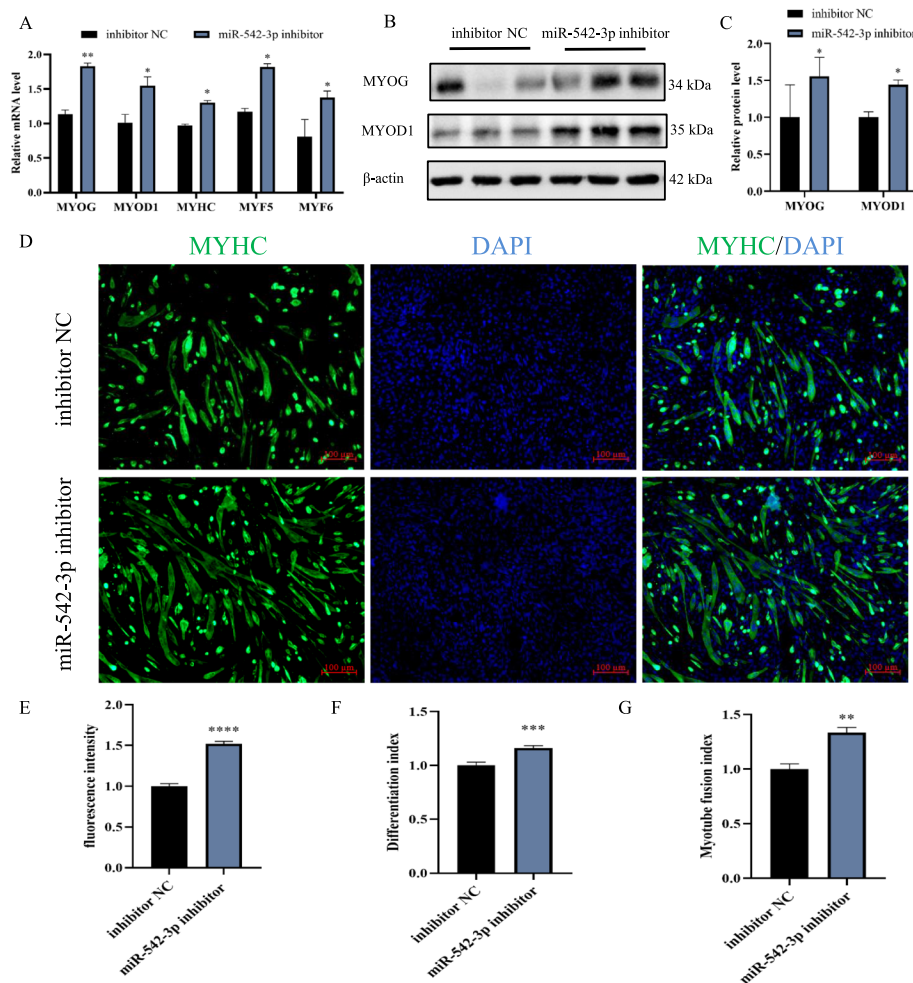 A
inhibitor NC
miR-542-3p inhibitor
Relative mRNA level
2.0
1.5
1.0
0.5
0.0
**
*
*
*
*
MYOG
MYOD1
MYHC
MYF5
MYF6
B
inhibitor NC
miR-542-3p inhibitor
MYOG
34 kDa
MYOD1
35 kDa
β-actin
42 kDa
C
inhibitor NC
miR-542-3p inhibitor
Relative protein level
2.0
1.5
1.0
0.5
0.0
*
*
MYOG
MYOD1
D
MYHC
DAPI
MYHC/DAPI
inhibitor NC
100 μm
100 μm
100 μm
miR-542-3p inhibitor
100 μm
100 μm
100 μm
E
fluorescence intensity
2.0
1.5
1.0
0.5
0.0
****
inhibitor NC
miR-542-3p inhibitor
F
Differentiation index
1.5
1.0
0.5
0.0
***
inhibitor NC
miR-542-3p inhibitor
G
Myotube fusion index
1.5
1.0
0.5
0.0
**
inhibitor NC
miR-542-3p inhibitor